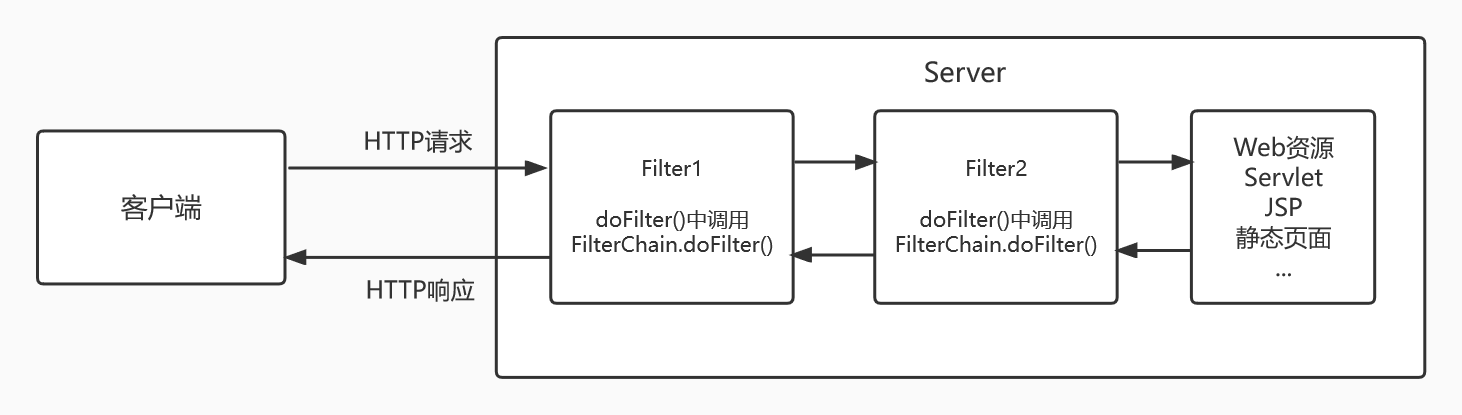 Server
客户端
HTTP请求
HTTP响应
Filter1
doFilter()中调用
FilterChain.doFilter()
Filter2
doFilter()中调用
FilterChain.doFilter()
Web资源
Servlet
JSP
静态页面
...